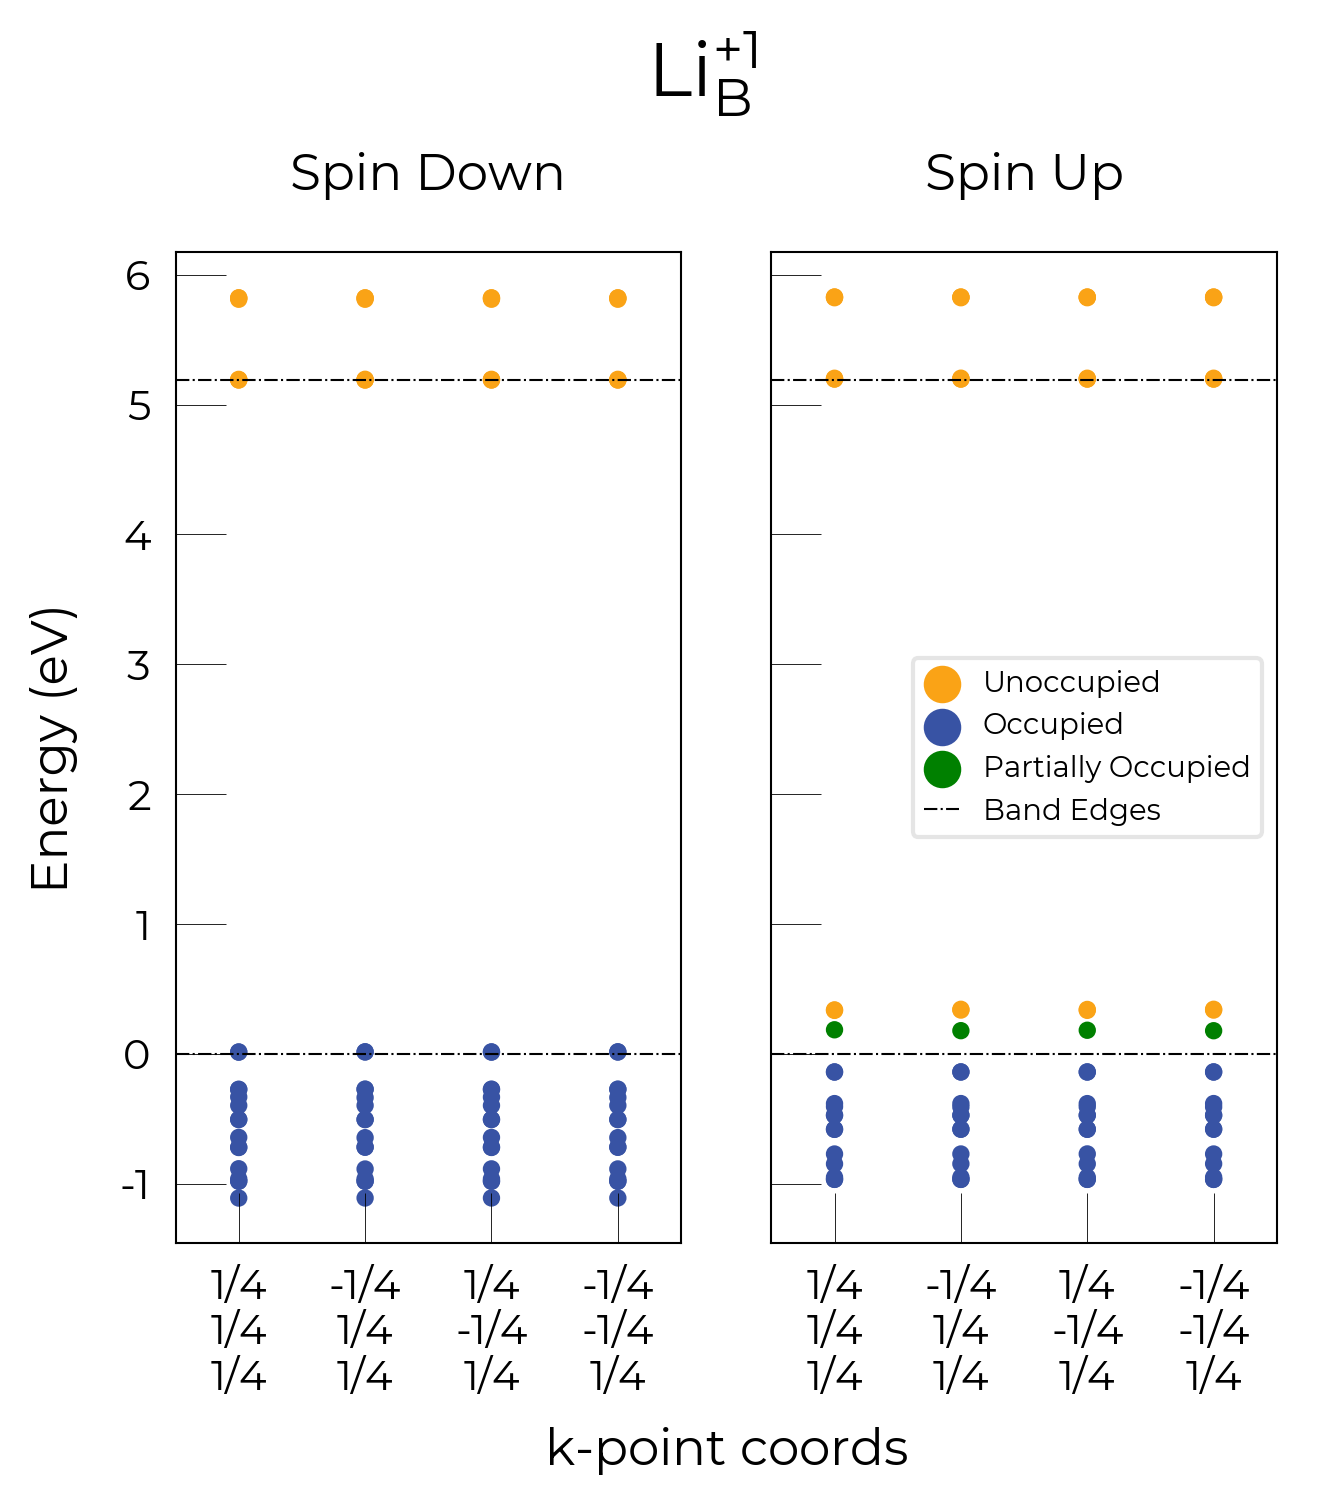 Li+1B
Spin Down
Spin Up
Energy (eV)
6
5
4
3
2
1
0
-1
Unoccupied
Occupied
Partially Occupied
Band Edges
1/4 -1/4 1/4 -1/4 1/4 -1/4 1/4 -1/4
1/4 1/4 -1/4 -1/4 1/4 1/4 -1/4 -1/4
1/4 1/4 1/4 1/4 1/4 1/4 1/4 1/4
k-point coords